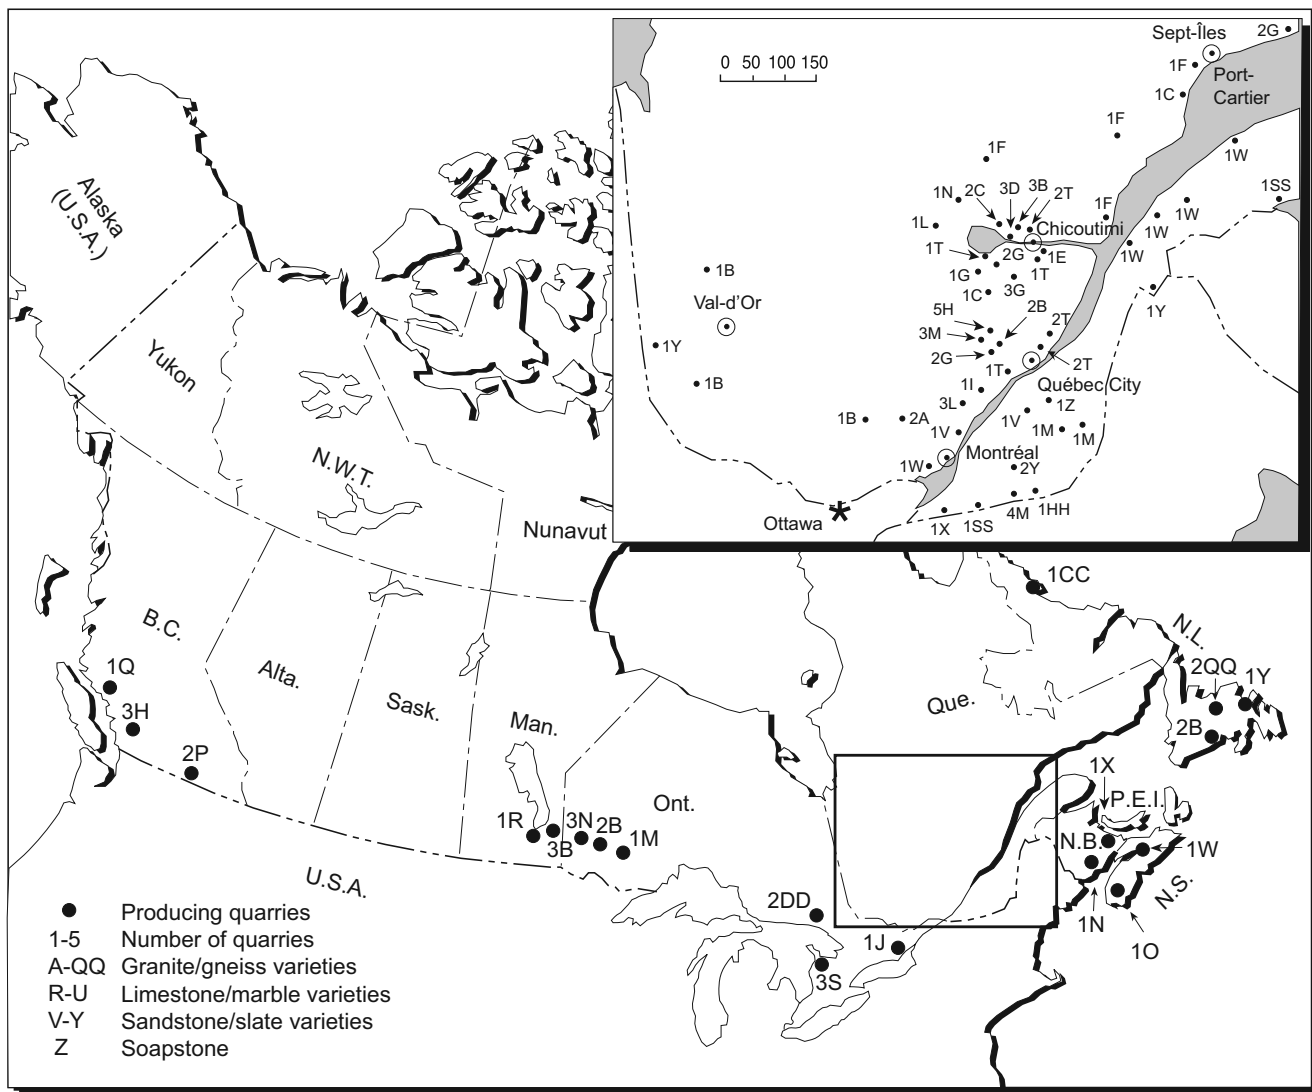 Sept-Îles
2G
0 50 100 150
1F
Port-
Cartier
1C
1F
1W
1F
1SS
1N
2C
3D
3B
2T
1F
1W
1L
Chicoutimi
1W
1W
1T
2G
1E
1B
1G
1T
1C
3G
Val-d'Or
5H
2B
1Y
3M
2T
1Y
2G
1T
2T
1B
1I
Québec City
3L
1Z
1B
2A
1V
1V
1M
1M
1W
Montréal
2Y
4M
1HH
Ottawa
1X
1SS
Alaska
(U.S.A.)
Yukon
N.W.T.
Nunavut
B.C.
Alta.
Sask.
Man.
Ont.
Que.
N.L.
1CC
2QQ
1Y
2B
1Q
3H
2P
1X
P.E.I.
1R
3N
2B
1M
3B
N.B.
1W
N.S.
U.S.A.
2DD
1N
1O
1J
3S
Producing quarries
1-5 Number of quarries
A-QQ Granite/gneiss varieties
R-U Limestone/marble varieties
V-Y Sandstone/slate varieties
Z Soapstone